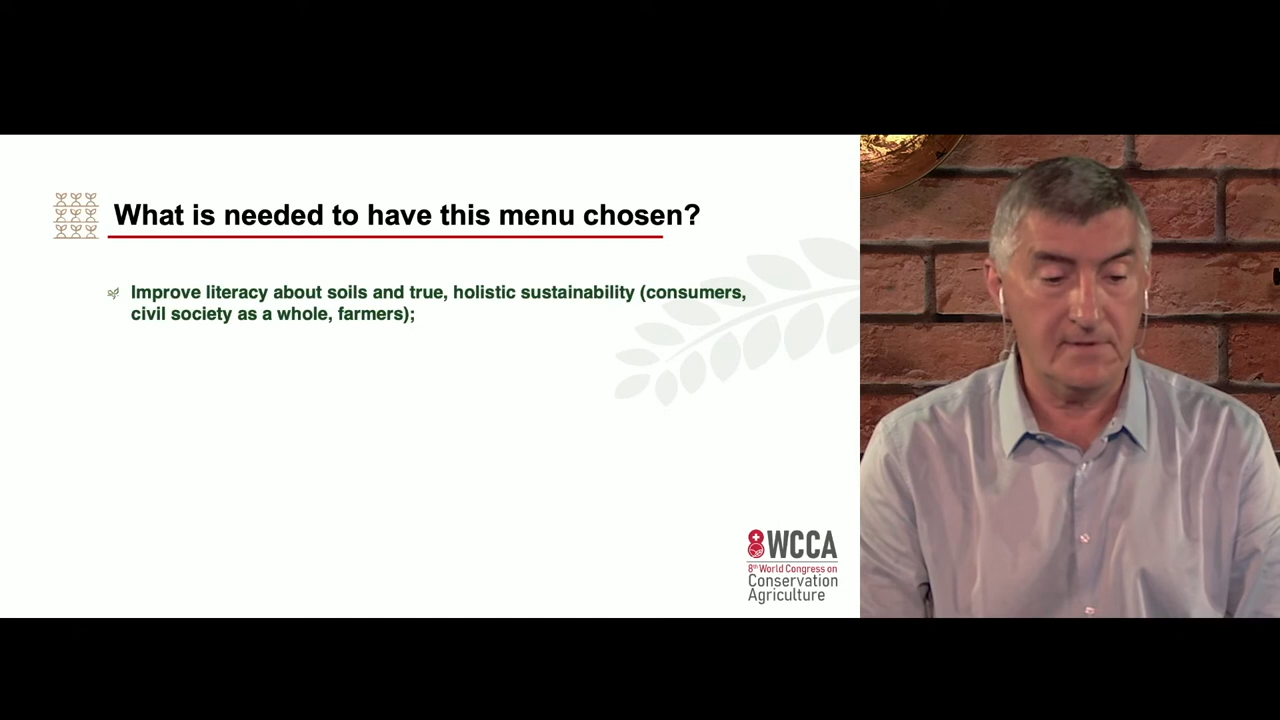 What is needed to have this menu chosen?
Improve literacy about soils and true, holistic sustainability (consumers,
civil society as a whole, farmers);
8 WCCA
8th World Congress on
Conservation
Agriculture